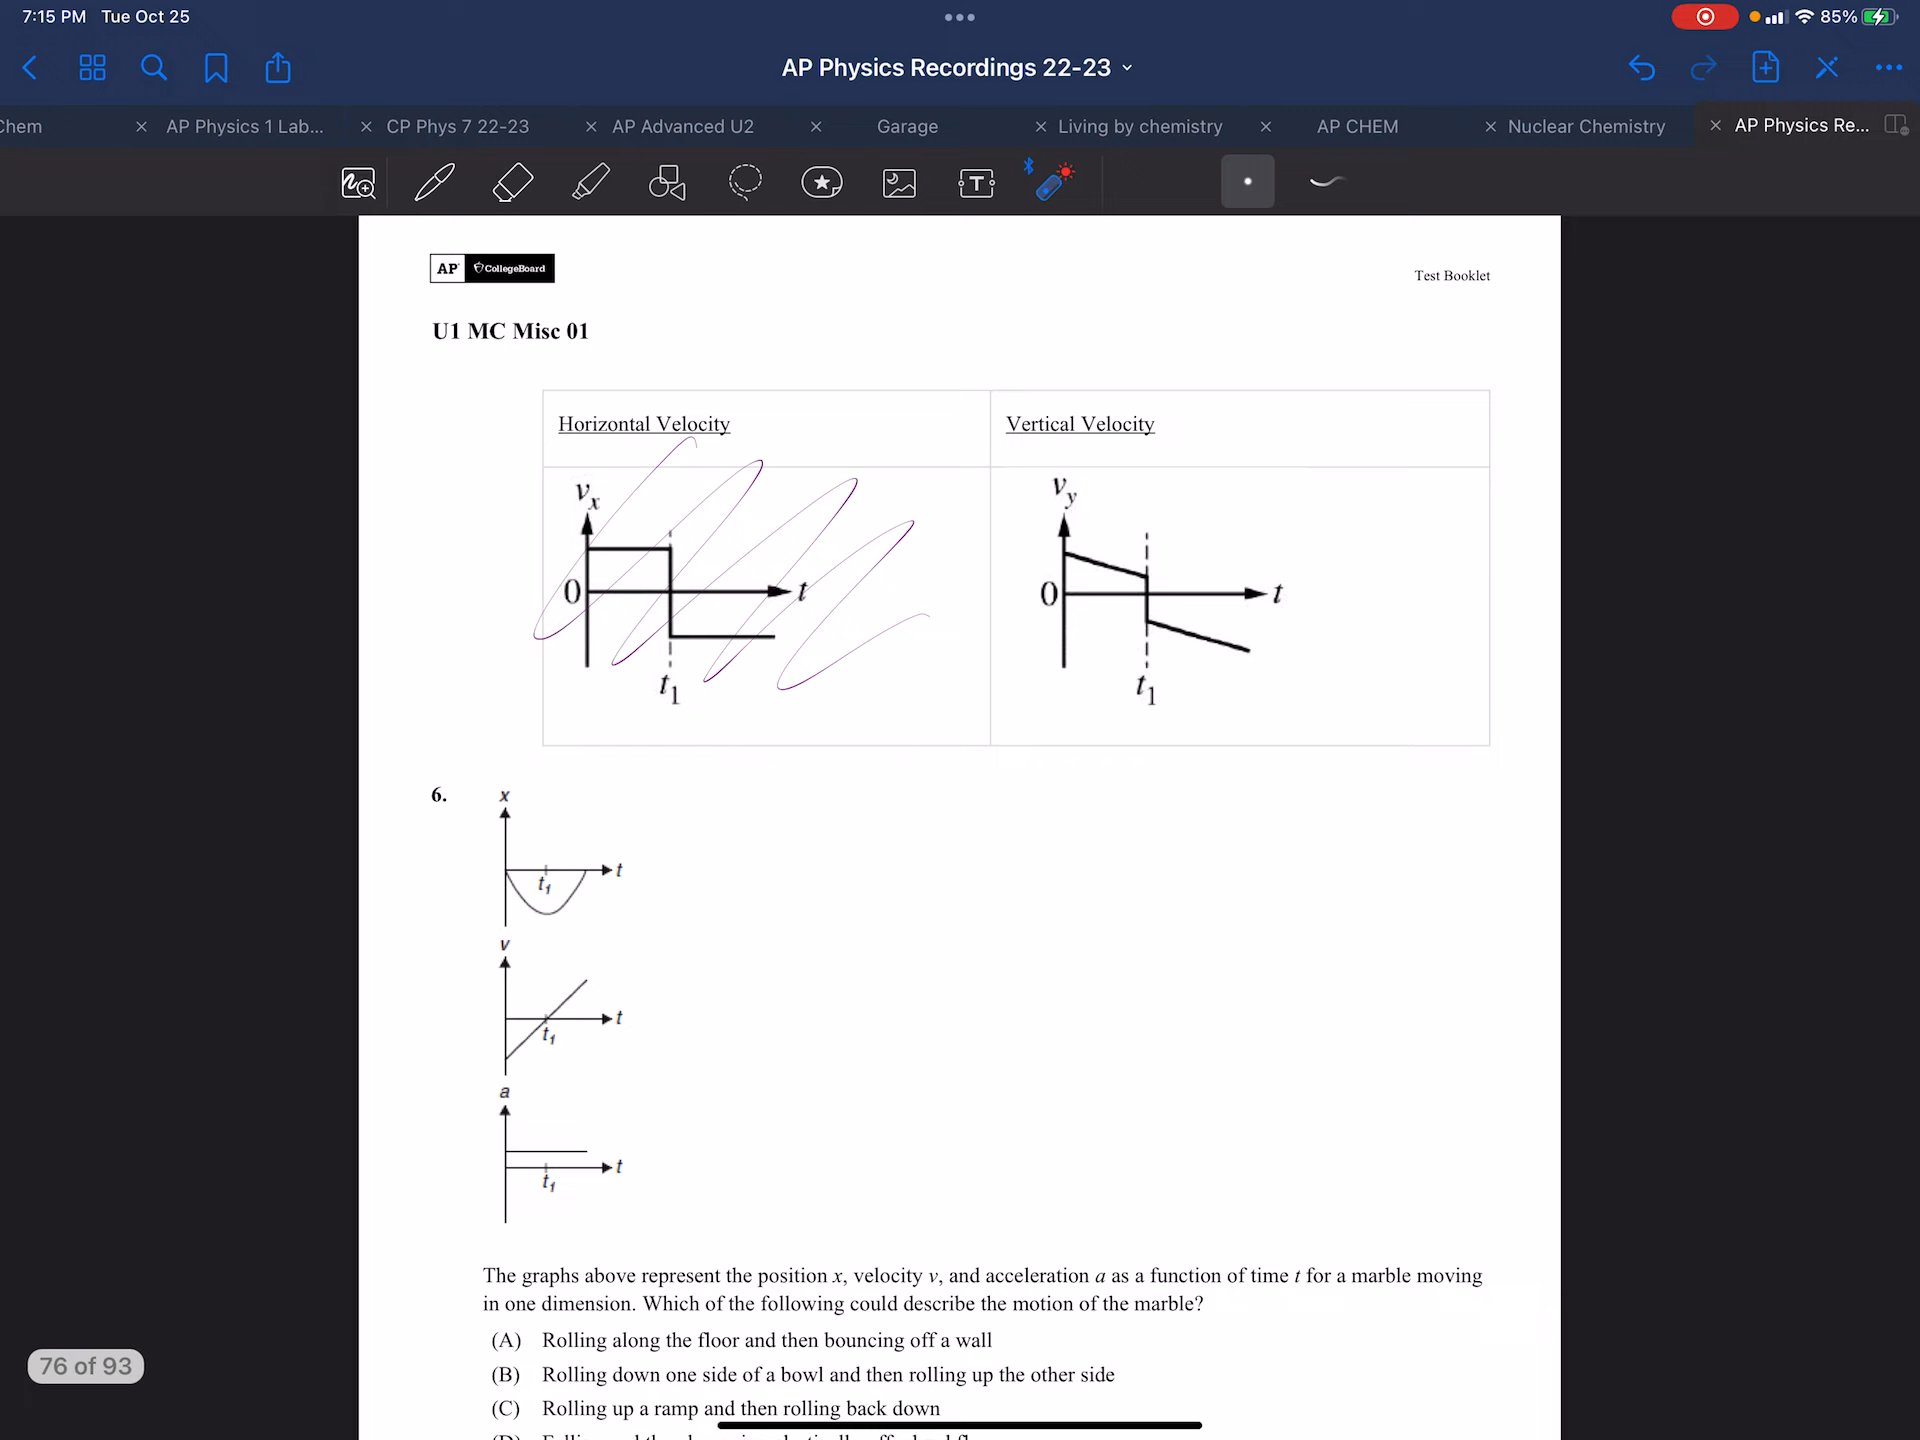 7:15 PM Tue Oct 25
85%
AP Physics Recordings 22-23
Chem
AP Physics 1 Lab...
CP Phys 7 22-23
AP Advanced U2
Garage
Living by chemistry
AP CHEM
Nuclear Chemistry
AP Physics Re...
AP CollegeBoard
Test Booklet
U1 MC Misc 01
Horizontal Velocity
Vertical Velocity
vx
0
t
t1
vy
0
t
t1
6.
x
t
t1
v
t
t1
a
t
t1
The graphs above represent the position x, velocity v, and acceleration a as a function of time t for a marble moving
in one dimension. Which of the following could describe the motion of the marble?
(A) Rolling along the floor and then bouncing off a wall
(B) Rolling down one side of a bowl and then rolling up the other side
(C) Rolling up a ramp and then rolling back down
76 of 93